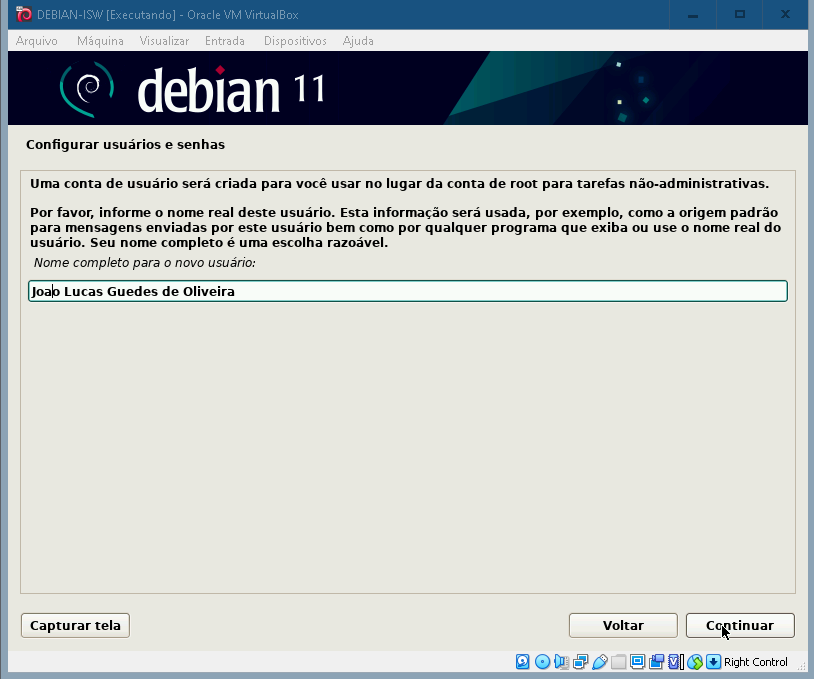 DEBIAN-ISW [Executando] - Oracle VM VirtualBox
Arquivo Máquina Visualizar Entrada Dispositivos Ajuda
debian 11
Configurar usuários e senhas
Uma conta de usuário será criada para você usar no lugar da conta de root para tarefas não-administrativas.
Por favor, informe o nome real deste usuário. Esta informação será usada, por exemplo, como a origem padrão
para mensagens enviadas por este usuário bem como por qualquer programa que exiba ou use o nome real do
usuário. Seu nome completo é uma escolha razoável.
Nome completo para o novo usuário:
Joao Lucas Guedes de Oliveira
Capturar tela Voltar Continuar
Right Control